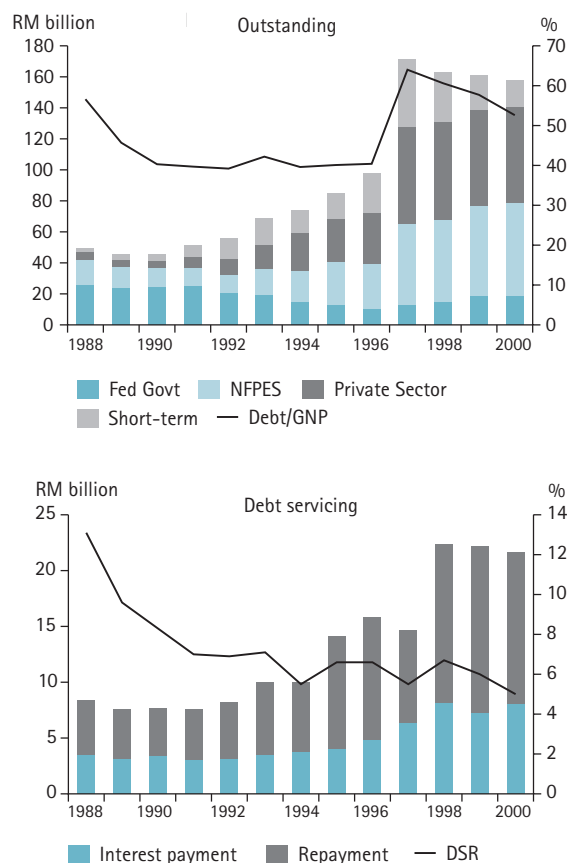 RM billion Outstanding %
180 70
160 60
140 50
120
100 40
80 30
60 20
40
20 10
0 0
1988 1990 1992 1994 1996 1998 2000
Fed Govt NFPES Private Sector
Short-term Debt/GNP
RM billion Debt servicing %
25 14
20 12
10
15 8
10 6
4
5 2
0 0
1988 1990 1992 1994 1996 1998 2000
Interest payment Repayment DSR